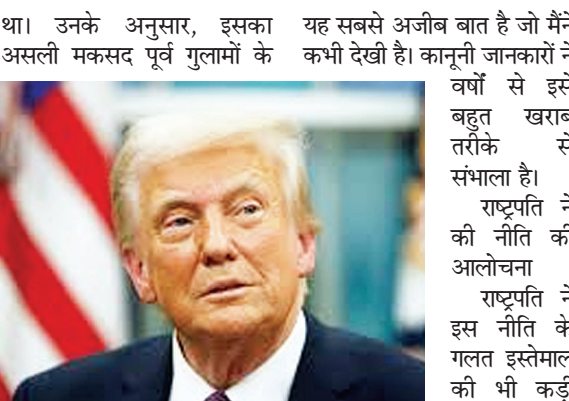 था। उनके अनुसार, इसका
असली मकसद पूर्व गुलामों के
यह सबसे अजीब बात है जो मैंने
कभी देखी है। कानूनी जानकारों ने
वर्षों से इसे
बहुत खराब
तरीके से
संभाला है।
राष्ट्रपति ने
की नीति की
आलोचना
राष्ट्रपति ने
इस नीति के
गलत इस्तेमाल
की भी कड़ी